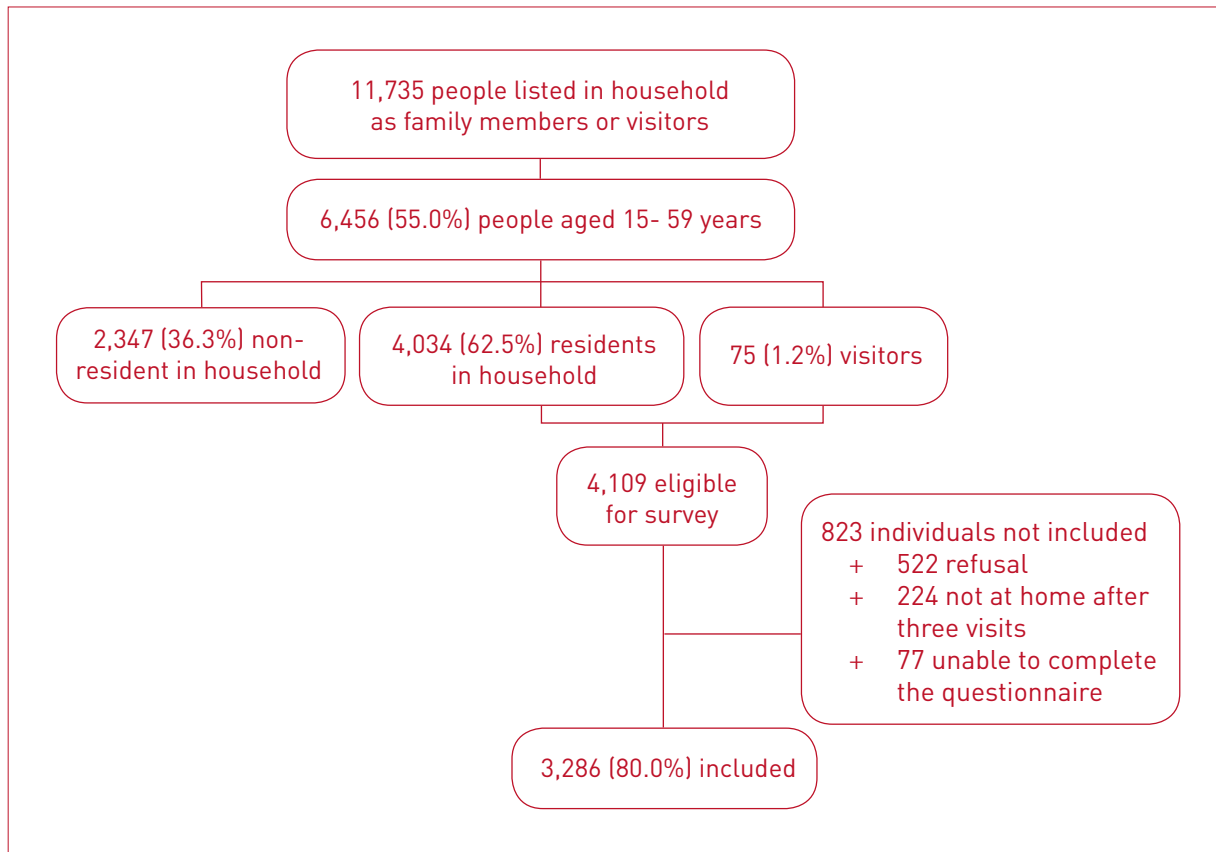 11,735 people listed in household
as family members or visitors
6,456 (55.0%) people aged 15- 59 years
2,347 (36.3%) non-
resident in household
4,034 (62.5%) residents
in household
75 (1.2%) visitors
4,109 eligible
for survey
823 individuals not included
+ 522 refusal
+ 224 not at home after
three visits
+ 77 unable to complete
the questionnaire
3,286 (80.0%) included